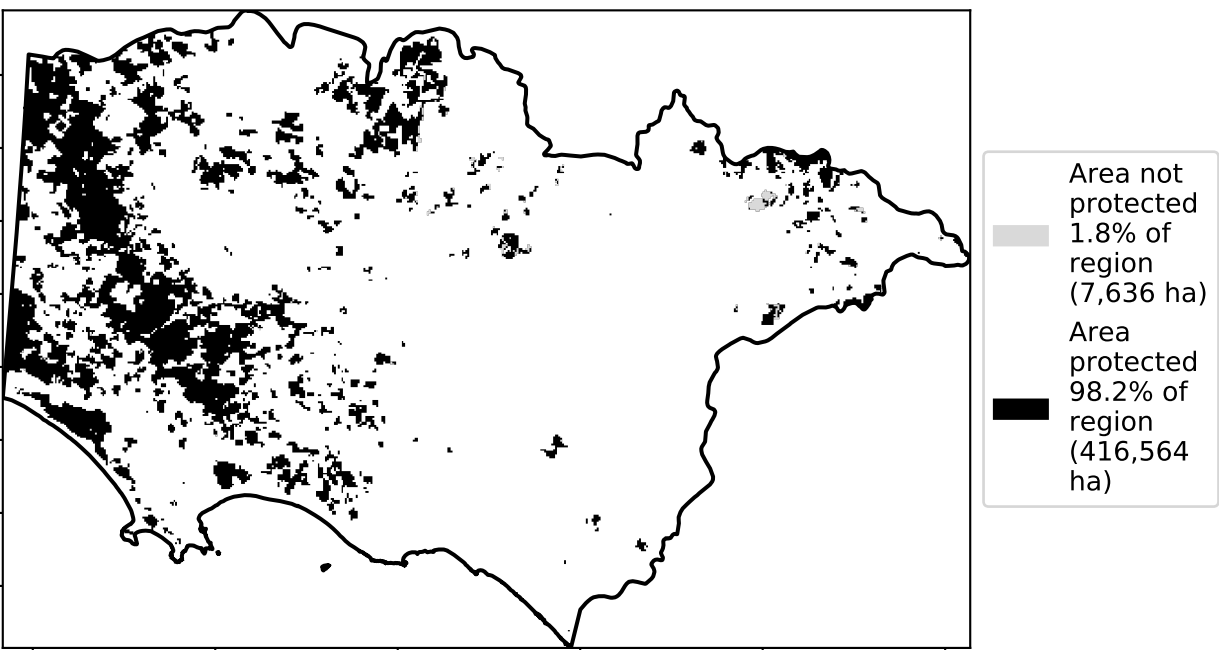 Area not
protected
1.8% of
region
(7,636 ha)
Area
protected
98.2% of
region
(416,564
ha)